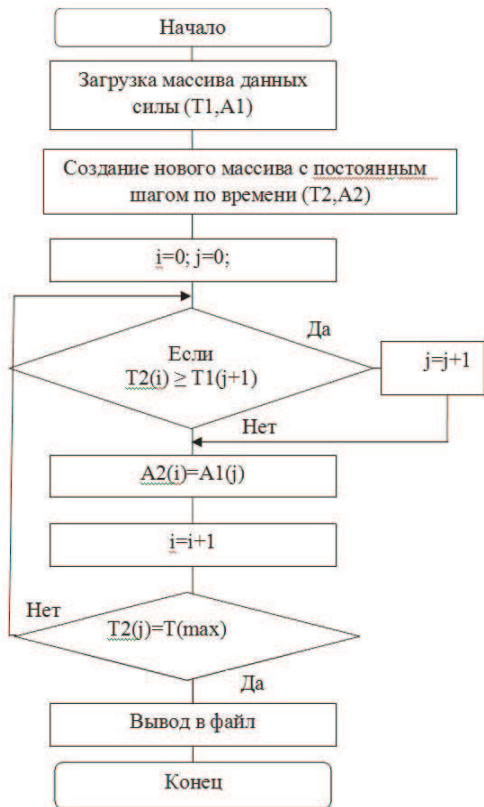 Начало
Загрузка массива данных
силы (T1,A1)
Создание нового массива с постоянным
шагом по времени (T2,A2)
i=0; j=0;
Да
Если
T2(i) ≥ T1(j+1)
j=j+1
Нет
A2(i)=A1(j)
i=i+1
Нет
T2(j)=T(max)
Да
Вывод в файл
Конец